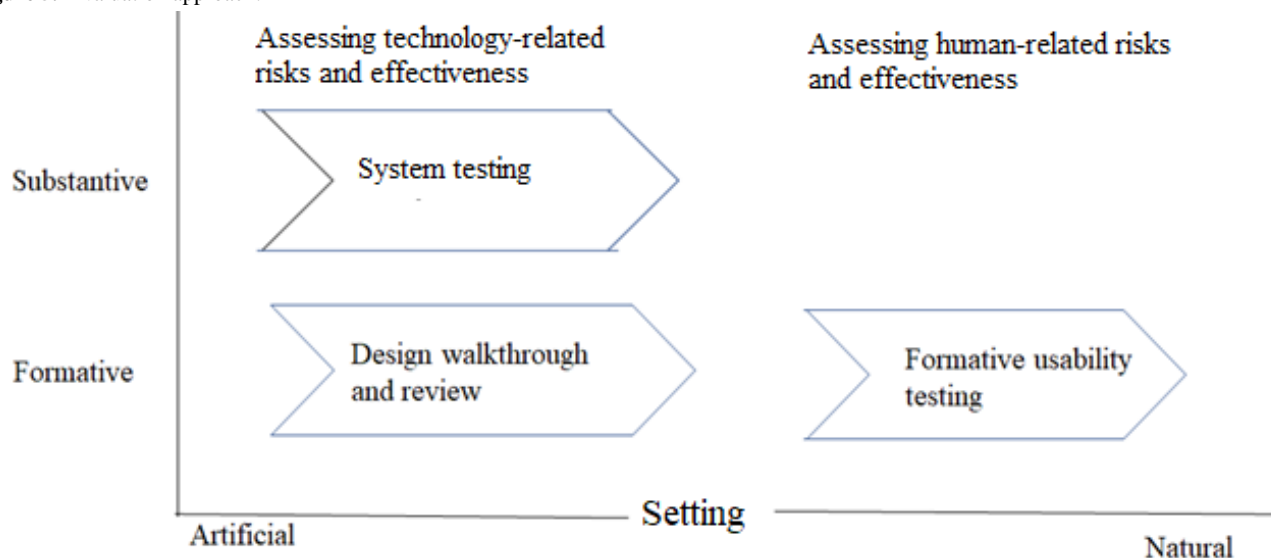 Assessing technology-related
risks and effectiveness
Assessing human-related risks
and effectiveness
Substantive
System testing
Formative
Design walkthrough
and review
Formative usability
testing
Setting
Artificial
Natural